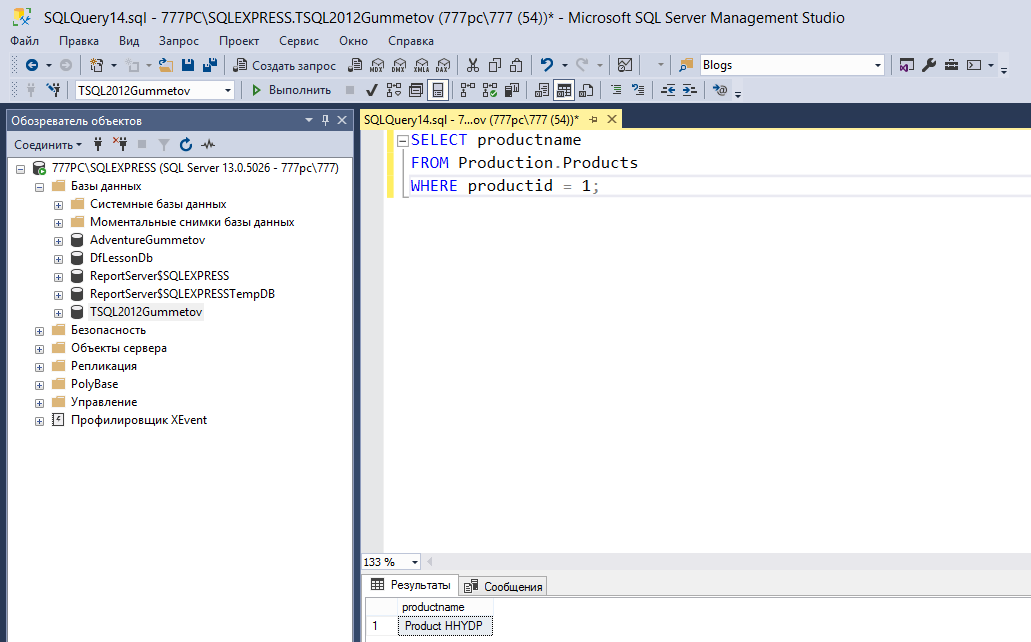 SQLQuery14.sql - 777PC\SQLEXPRESS.TSQL2012Gummetov (777pc\777 (54))* - Microsoft SQL Server Management Studio
Файл Правка Вид Запрос Проект Сервис Окно Справка
Создать запрос MDX DMX XMLA DAX Blogs
TSQL2012Gummetov Выполнить
Обозреватель объектов
SQLQuery14.sql - 7...ov (777pc\777 (54))*
Соединить
777PC\SQLEXPRESS (SQL Server 13.0.5026 - 777pc\777)
Базы данных
Системные базы данных
Моментальные снимки базы данных
AdventureGummetov
DfLessonDb
ReportServer$SQLEXPRESS
ReportServer$SQLEXPRESSTempDB
TSQL2012Gummetov
Безопасность
Объекты сервера
Репликация
PolyBase
Управление
Профилировщик XEvent
SELECT productname
FROM Production.Products
WHERE productid = 1;
133 %
Результаты Сообщения
productname
1 Product HHYDP